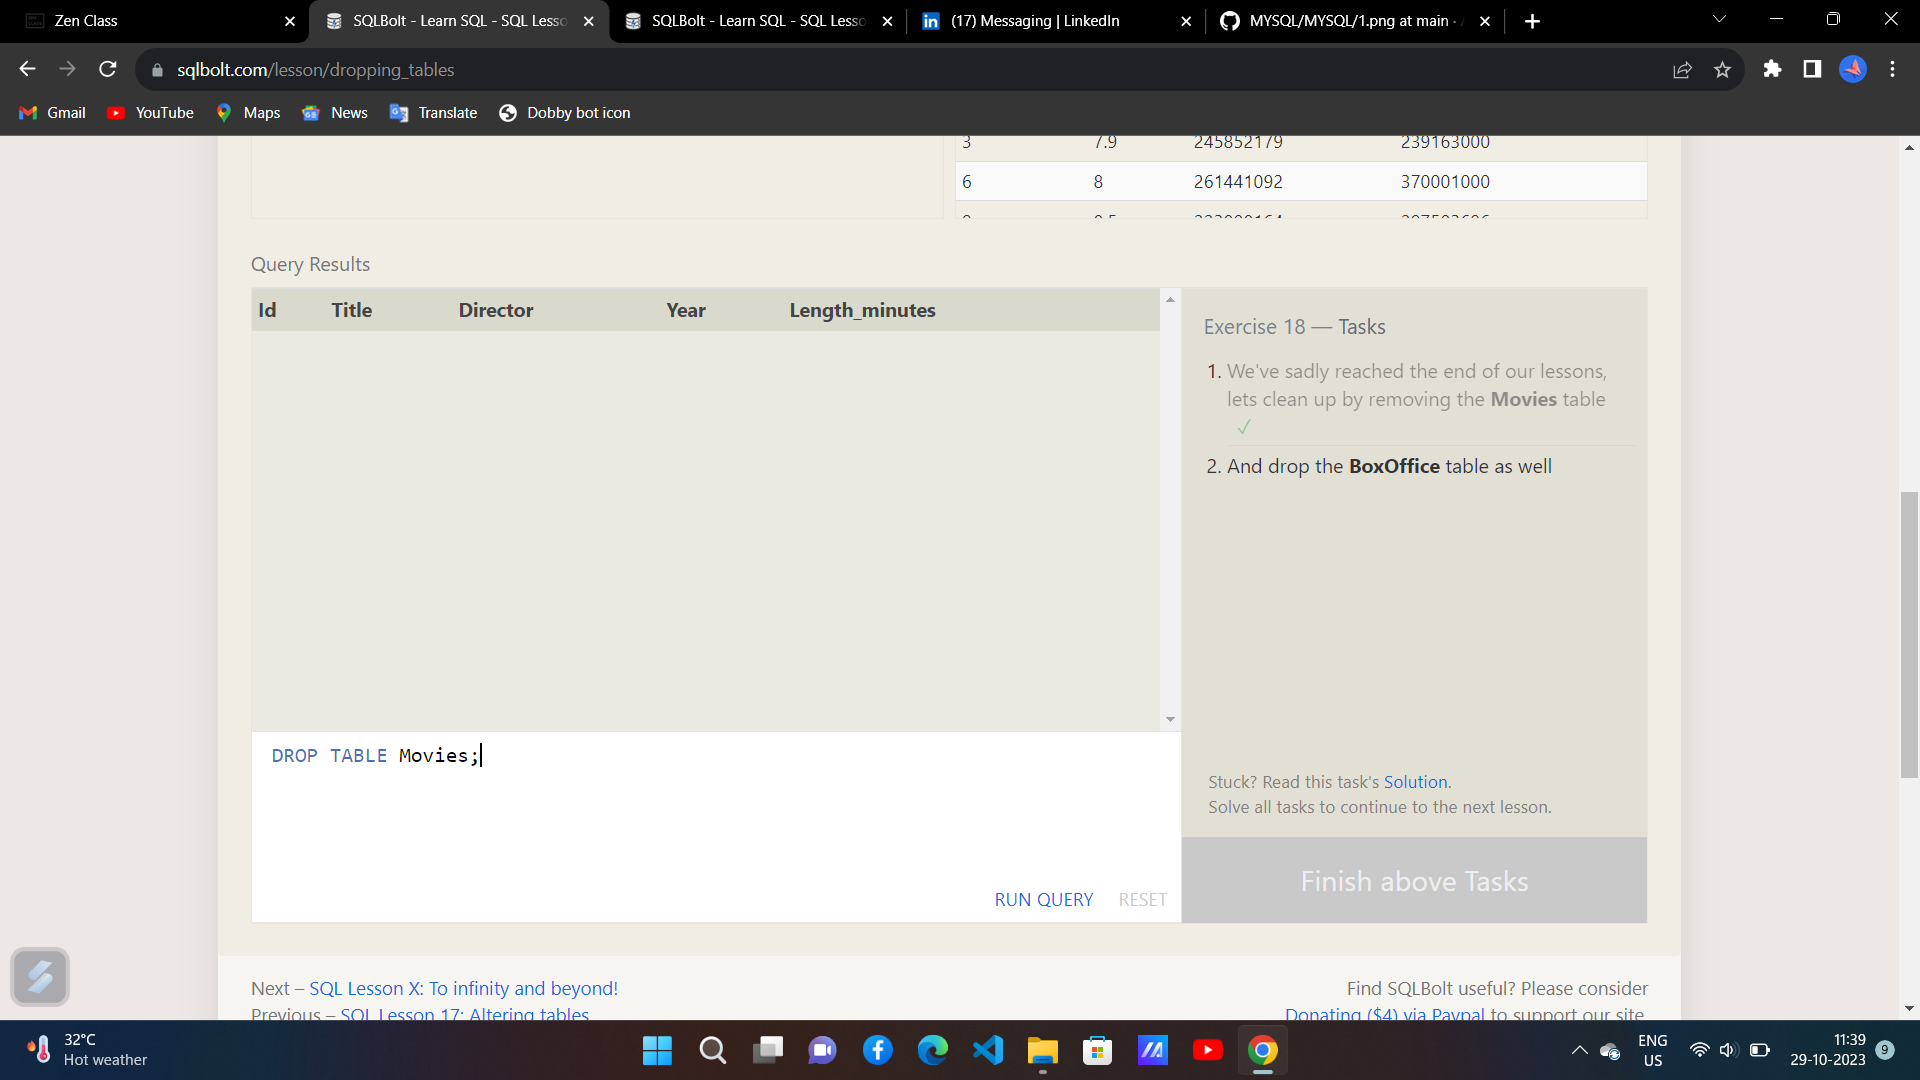 Zen Class
SQLBolt - Learn SQL - SQL Lesso
SQLBolt - Learn SQL - SQL Lesso
(17) Messaging | LinkedIn
MYSQL/MYSQL/1.png at main ·
sqlbolt.com/lesson/dropping_tables
Gmail
YouTube
Maps
News
Translate
Dobby bot icon
3 7.9 245852179 239163000
6 8 261441092 370001000
Query Results
Id Title Director Year Length_minutes
Exercise 18 — Tasks
1. We've sadly reached the end of our lessons,
lets clean up by removing the Movies table
✓
2. And drop the BoxOffice table as well
DROP TABLE Movies;
Stuck? Read this task's Solution.
Solve all tasks to continue to the next lesson.
RUN QUERY RESET
Finish above Tasks
Next – SQL Lesson X: To infinity and beyond!
Previous – SQL Lesson 17: Altering tables
Find SQLBolt useful? Please consider
Donating ($4) via Paypal to support our site.
32°C
Hot weather
ENG
US
11:39
29-10-2023
9